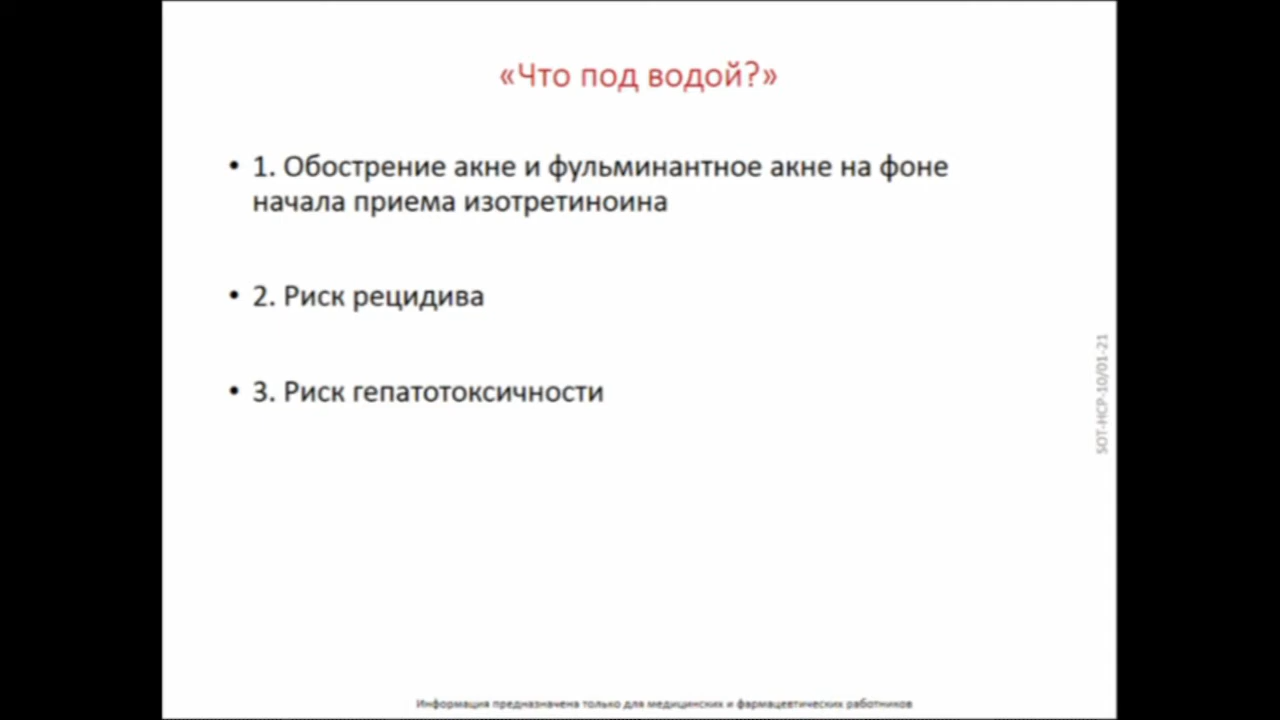 «Что под водой?»
• 1. Обострение акне и фульминантное акне на фоне
начала приема изотретиноина
• 2. Риск рецидива
• 3. Риск гепатотоксичности
SOT-HCP-10/01-21
Информация предназначена только для медицинских и фармацевтических работников